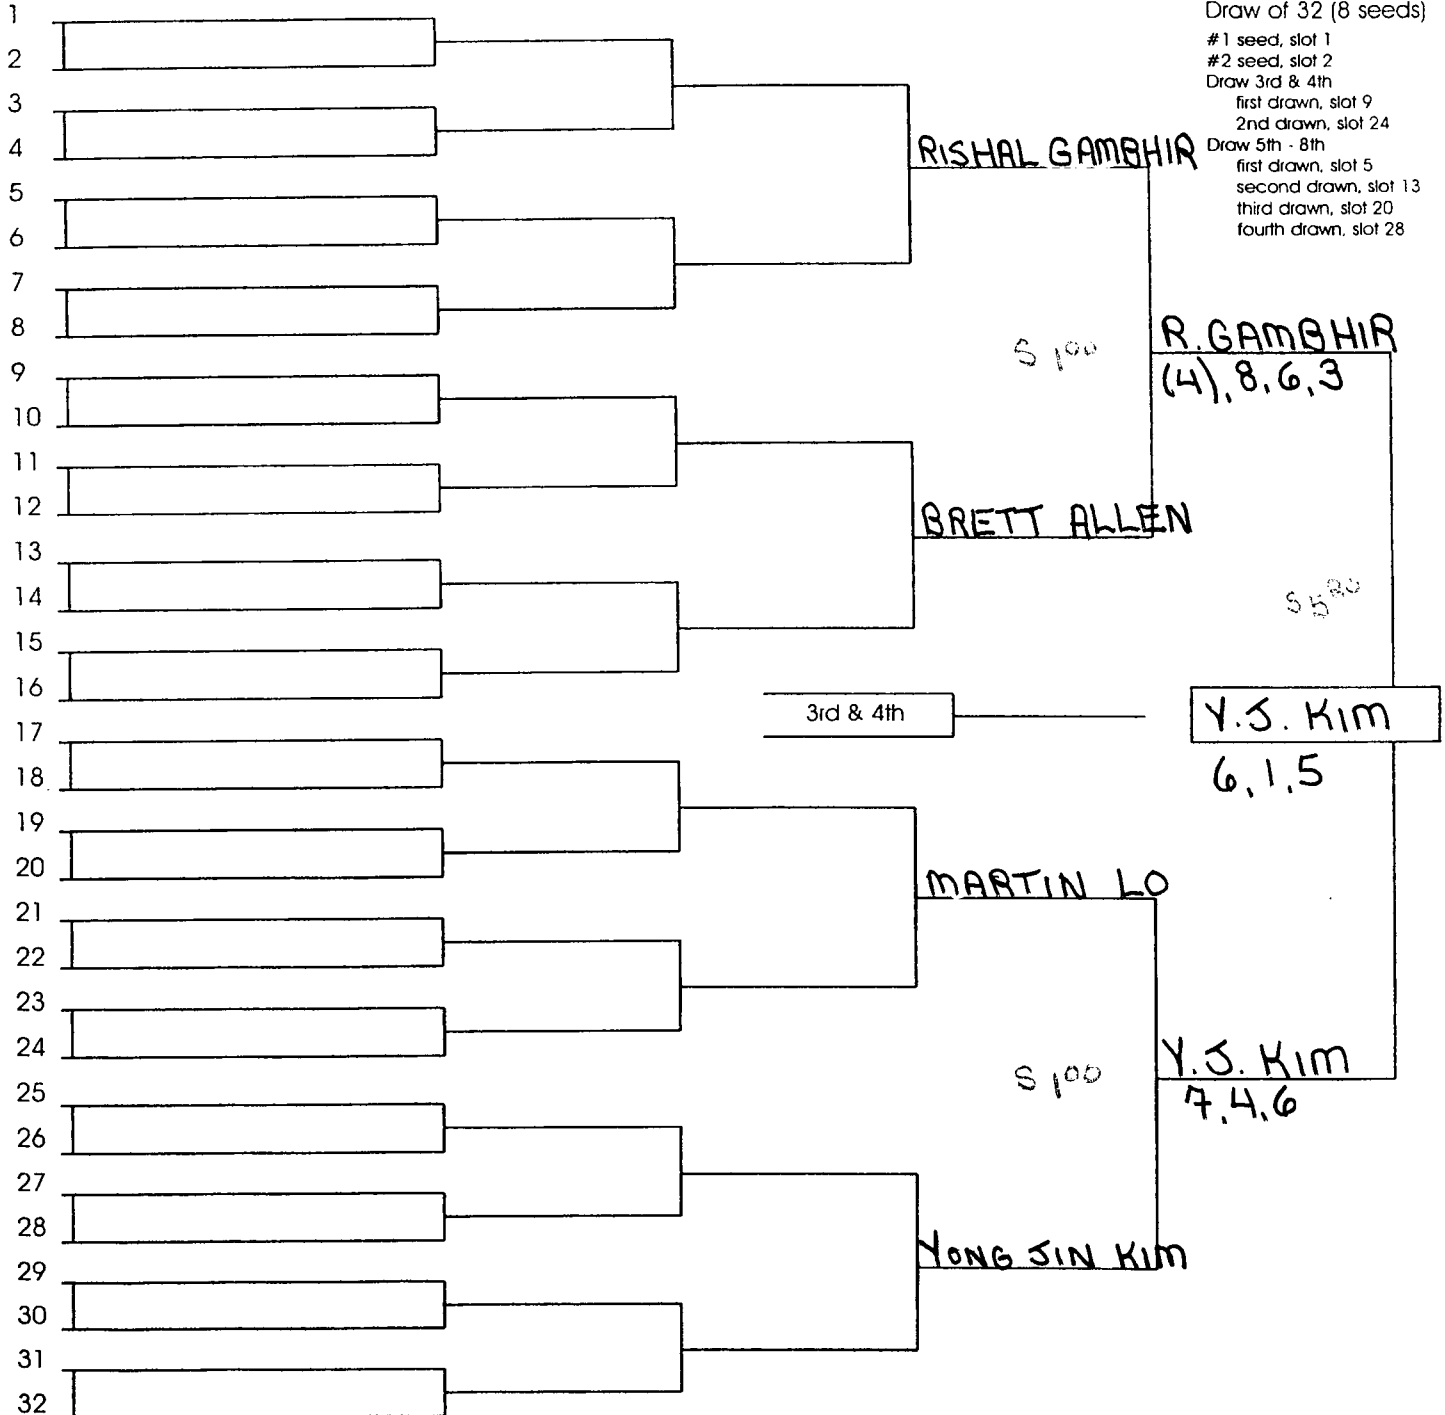 Draw of 32 (8 seeds)
#1 seed, slot 1
#2 seed, slot 2
Draw 3rd & 4th
first drawn, slot 9
2nd drawn, slot 24
Draw 5th - 8th
first drawn, slot 5
second drawn, slot 13
third drawn, slot 20
fourth drawn, slot 28
1
2
3
4
5
6
7
8
9
10
11
12
13
14
15
16
17
18
19
20
21
22
23
24
25
26
27
28
29
30
31
32
RISHAL GAMBHIR
S 1 00
R. GAMBHIR
(4), 8, 6, 3
BRETT ALLEN
S 5
3rd & 4th
Y.J. KIM
6, 1, 5
MARTIN LO
S 1 00
Y.J. KIM
7, 4, 6
YONG JIN KIM